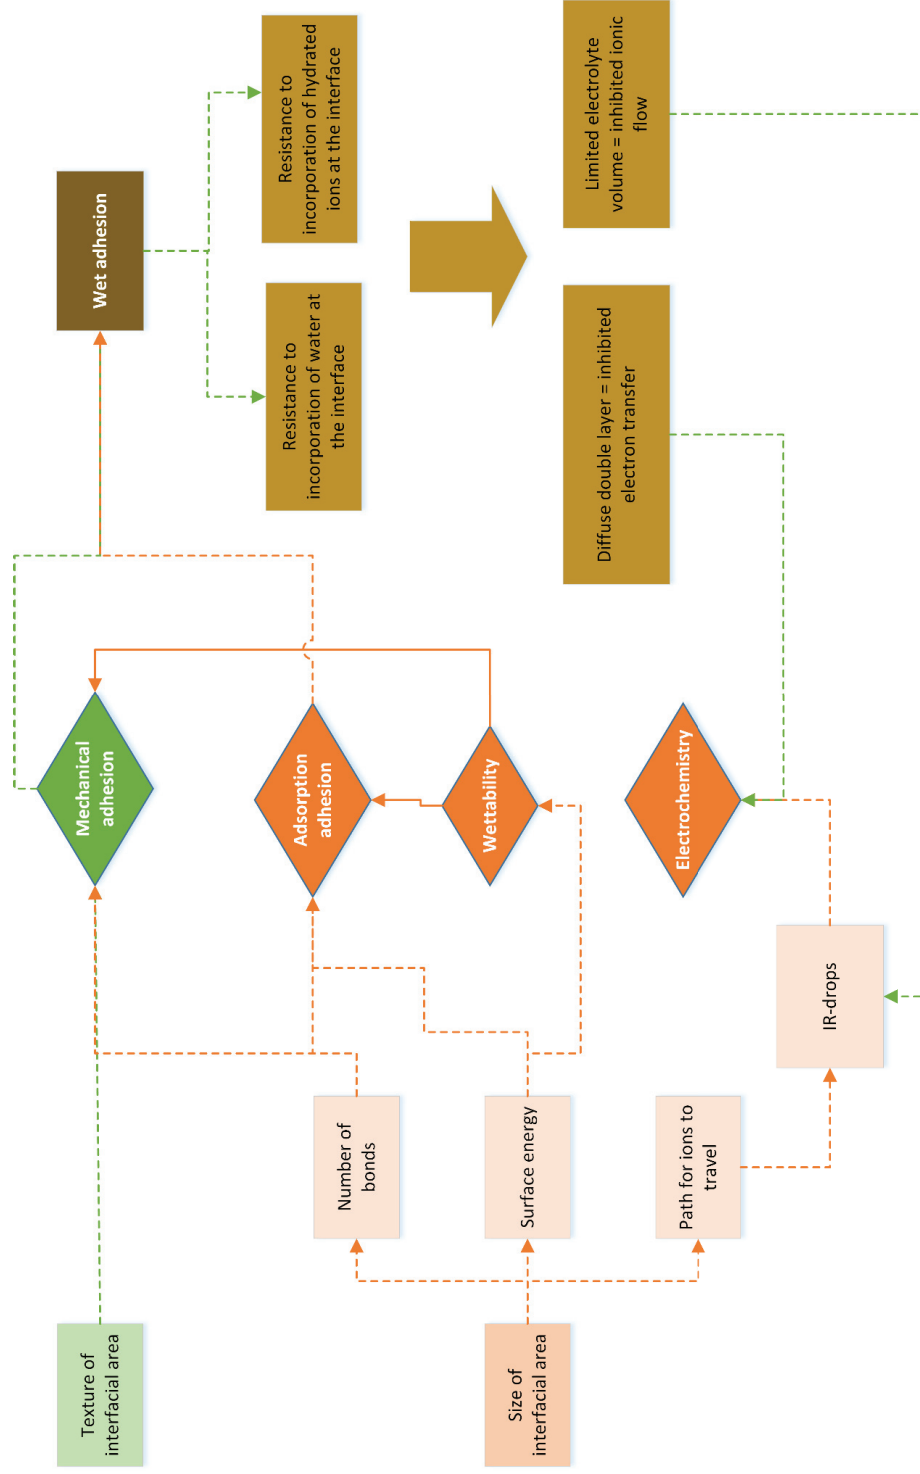 Texture of
interfacial area
Size of
interfacial area
Number of
bonds
Surface energy
Path for ions to
travel
IR-drops
Mechanical
adhesion
Adsorption
adhesion
Wettability
Electrochemistry
Wet adhesion
Resistance to
incorporation of water at
the interface
Resistance to
incorporation of hydrated
ions at the interface
Diffuse double layer = inhibited
electron transfer
Limited electrolyte
volume = inhibited ionic
flow